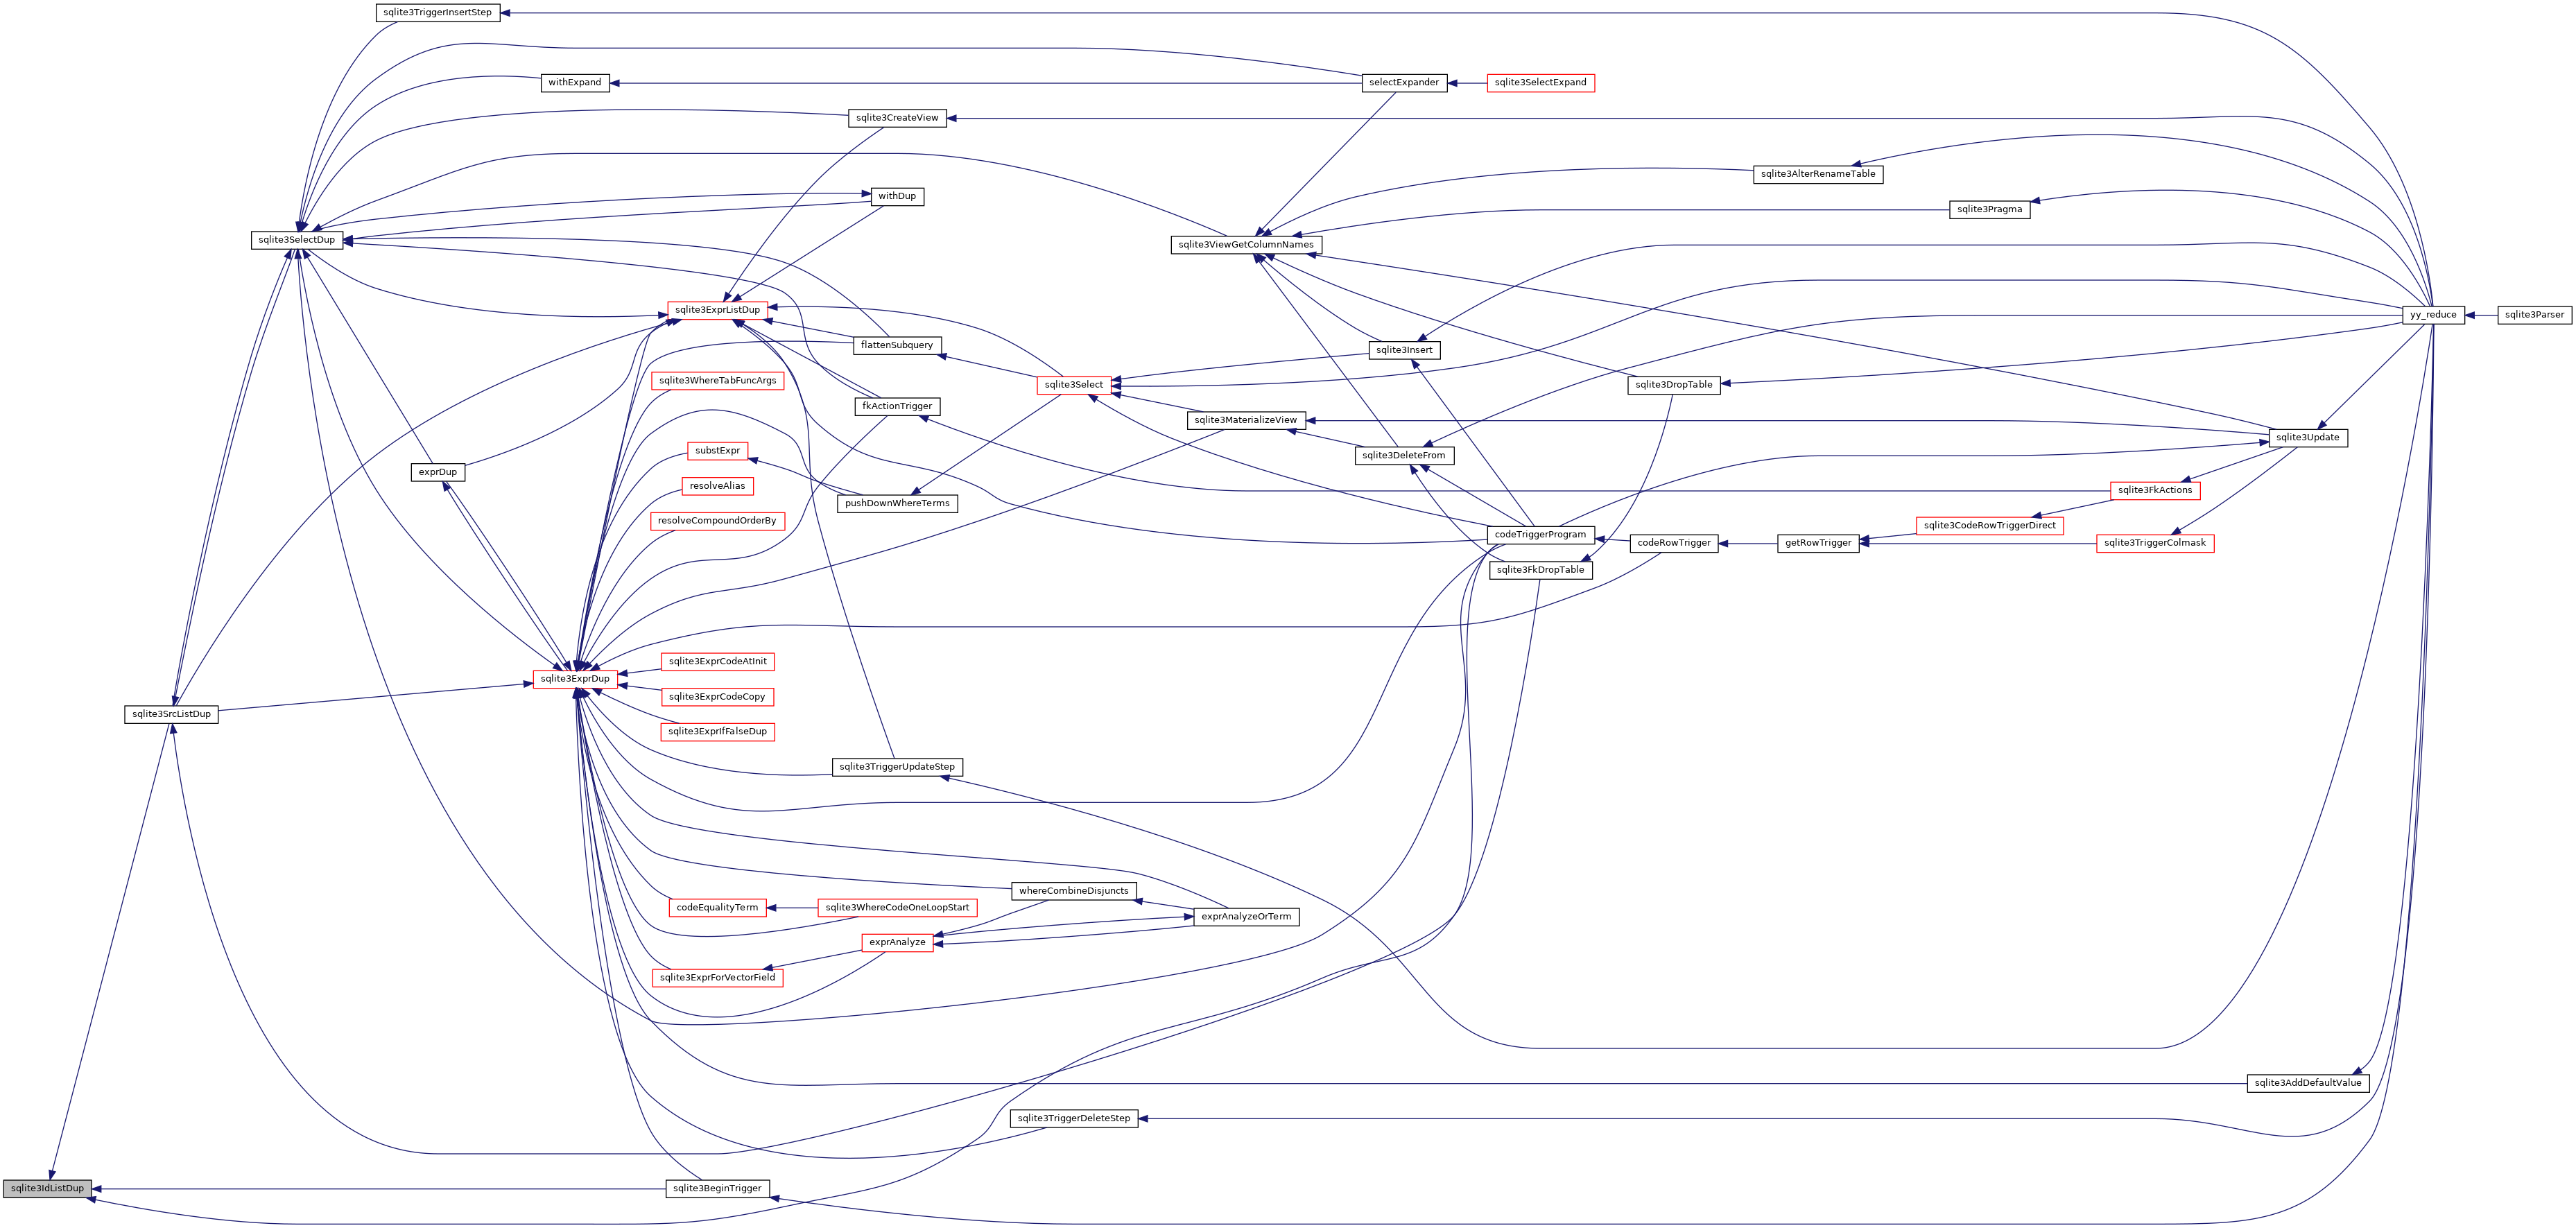 sqlite3TriggerInsertStep
withExpand
selectExpander
sqlite3SelectExpand
sqlite3CreateView
sqlite3AlterRenameTable
withDup
sqlite3Pragma
sqlite3SelectDup
sqlite3ViewGetColumnNames
sqlite3ExprListDup
yy_reduce
sqlite3Parser
flattenSubquery
sqlite3Insert
sqlite3WhereTabFuncArgs
sqlite3Select
sqlite3DropTable
fkActionTrigger
sqlite3MaterializeView
sqlite3Update
substExpr
sqlite3DeleteFrom
exprDup
resolveAlias
sqlite3FkActions
pushDownWhereTerms
resolveCompoundOrderBy
sqlite3CodeRowTriggerDirect
codeTriggerProgram
codeRowTrigger
getRowTrigger
sqlite3TriggerColmask
sqlite3FkDropTable
sqlite3ExprCodeAtInit
sqlite3ExprDup
sqlite3ExprCodeCopy
sqlite3SrcListDup
sqlite3ExprIfFalseDup
sqlite3TriggerUpdateStep
whereCombineDisjuncts
codeEqualityTerm
sqlite3WhereCodeOneLoopStart
exprAnalyzeOrTerm
exprAnalyze
sqlite3ExprForVectorField
sqlite3AddDefaultValue
sqlite3TriggerDeleteStep
sqlite3IdListDup
sqlite3BeginTrigger